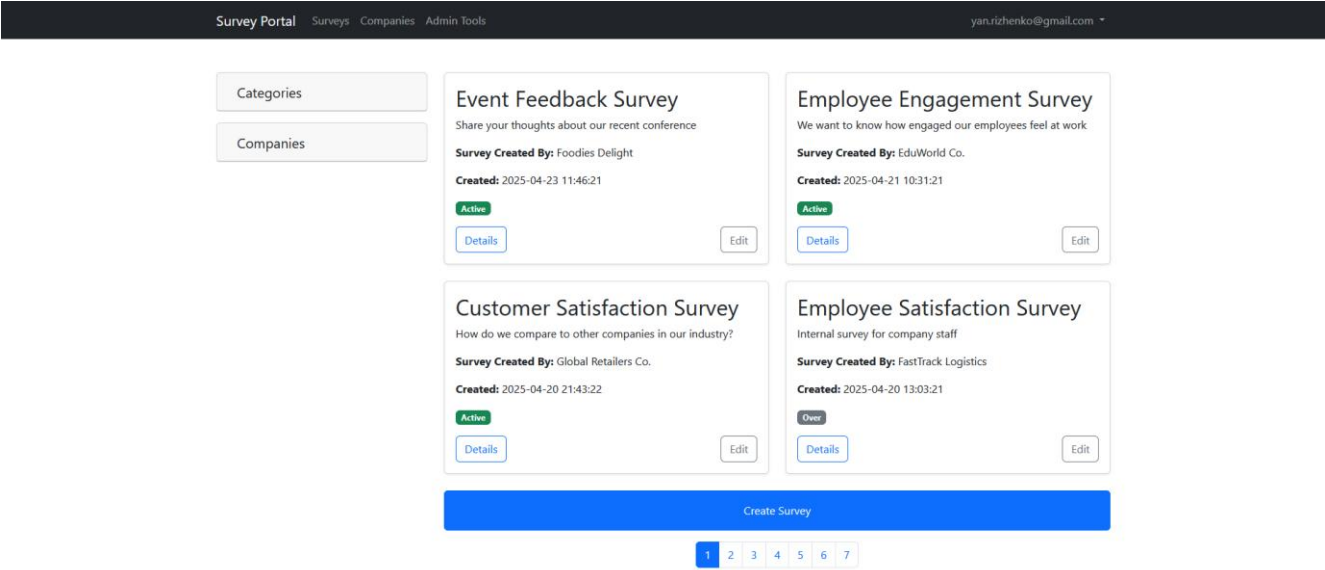 Survey Portal Surveys Companies Admin Tools yan.rizhenko@gmail.com
Categories
Companies
Event Feedback Survey
Share your thoughts about our recent conference
Survey Created By: Foodies Delight
Created: 2025-04-23 11:46:21
Active
Details Edit
Employee Engagement Survey
We want to know how engaged our employees feel at work
Survey Created By: EduWorld Co.
Created: 2025-04-21 10:31:21
Active
Details Edit
Customer Satisfaction Survey
How do we compare to other companies in our industry?
Survey Created By: Global Retailers Co.
Created: 2025-04-20 21:43:22
Active
Details Edit
Employee Satisfaction Survey
Internal survey for company staff
Survey Created By: FastTrack Logistics
Created: 2025-04-20 13:03:21
Over
Details Edit
Create Survey
1 2 3 4 5 6 7